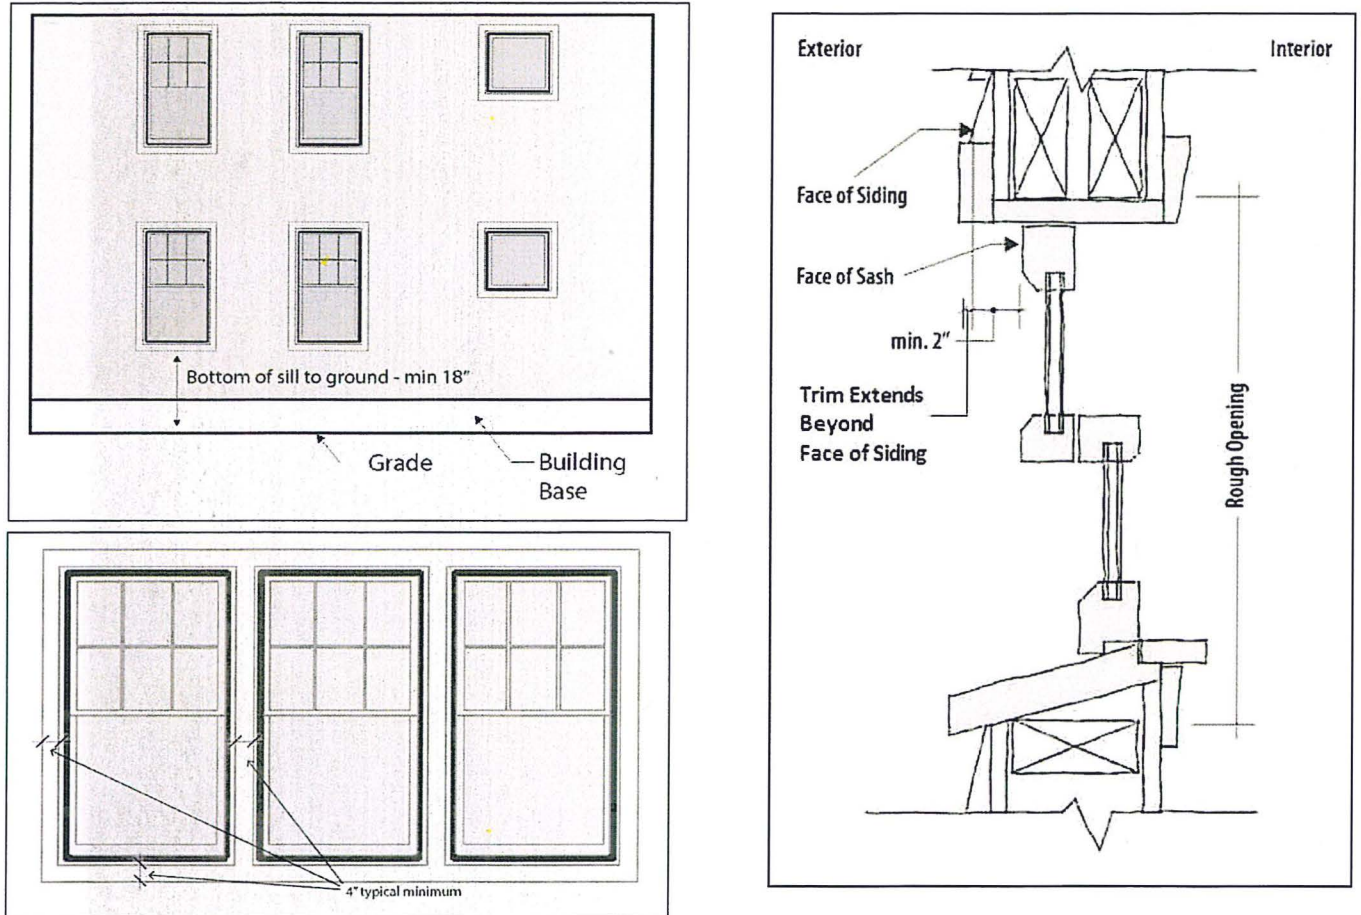 Bottom of sill to ground - min 18"
Grade
Building
Base
4" typical minimum
Exterior
Interior
Face of Siding
Face of Sash
min. 2"
Trim Extends
Beyond
Face of Siding
Rough Opening